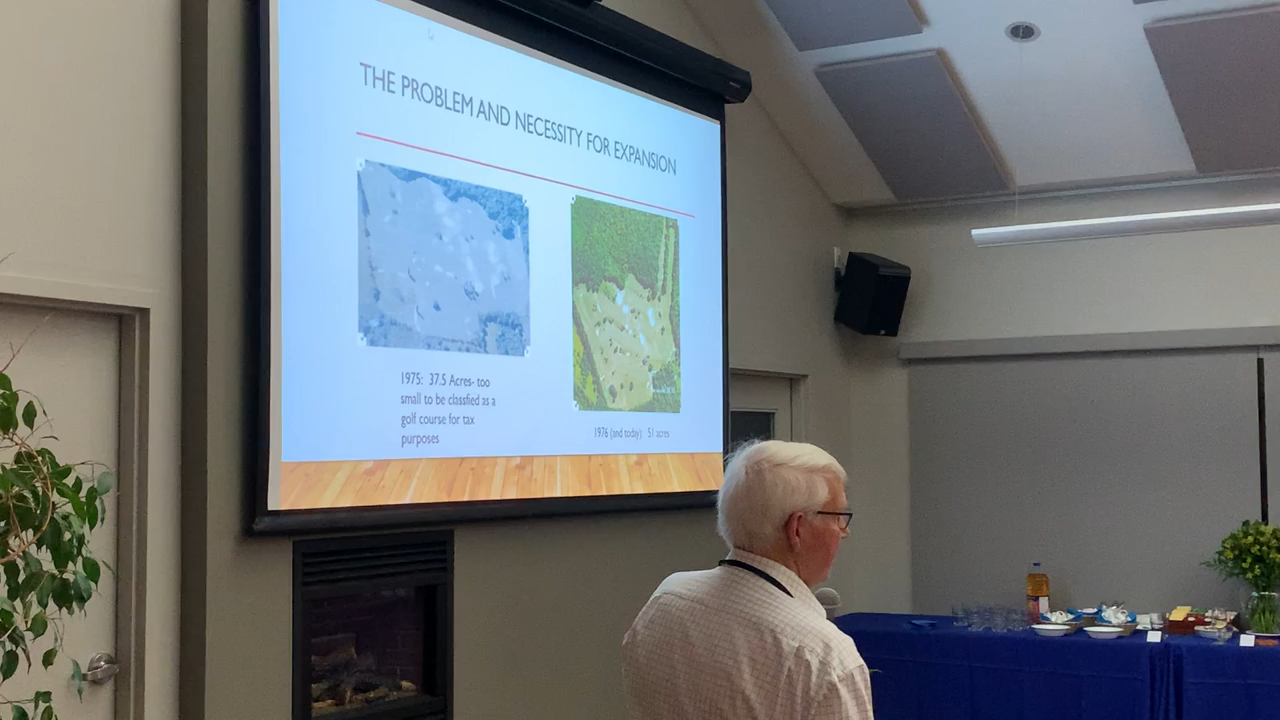 THE PROBLEM AND NECESSITY FOR EXPANSION
1975: 37.5 Acres- too
small to be classfied as a
golf course for tax
purposes
1976 (and today) 51 acres